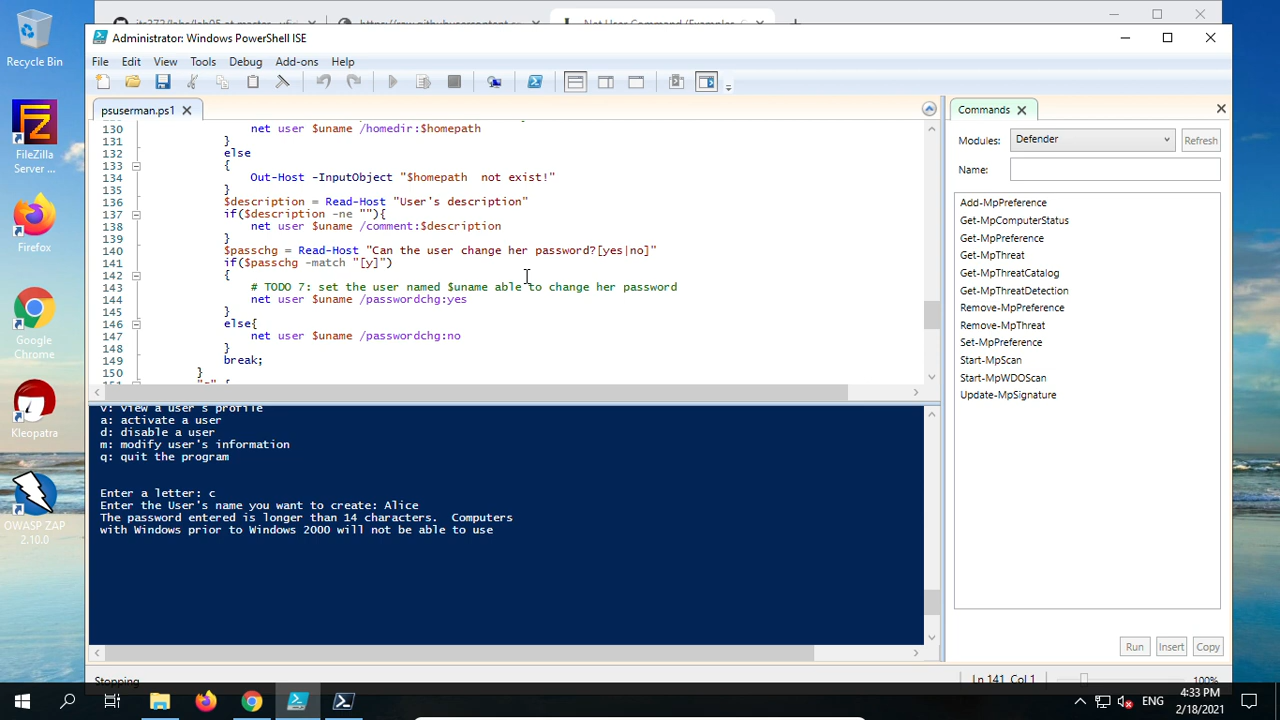 Recycle Bin
FileZilla
Server ...
Firefox
Google
Chrome
Kleopatra
OWASP ZAP
2.10.0
Administrator: Windows PowerShell ISE
File Edit View Tools Debug Add-ons Help
psuserman.ps1
130 net user $uname /homedir:$homepath
131 }
132 else
133 {
134 Out-Host -InputObject "$homepath  not exist!"
135 }
136 $description = Read-Host "User's description"
137 if($description -ne ""){
138 net user $uname /comment:$description
139 }
140 $passchg = Read-Host "Can the user change her password?[yes|no]"
141 if($passchg -match "[y]")
142 {
143 # TODO 7: set the user named $uname able to change her password
144 net user $uname /passwordchg:yes
145 }
146 else{
147 net user $uname /passwordchg:no
148 }
149 break;
150 }
v: view a user's profile
a: activate a user
d: disable a user
m: modify user's information
q: quit the program
Enter a letter: c
Enter the User's name you want to create: Alice
The password entered is longer than 14 characters.  Computers
with Windows prior to Windows 2000 will not be able to use
Commands
Modules: Defender Refresh
Name:
Add-MpPreference
Get-MpComputerStatus
Get-MpPreference
Get-MpThreat
Get-MpThreatCatalog
Get-MpThreatDetection
Remove-MpPreference
Remove-MpThreat
Set-MpPreference
Start-MpScan
Start-MpWDOScan
Update-MpSignature
Run Insert Copy
Stopping
Ln 141 Col 1 100%
ENG
4:33 PM
2/18/2021